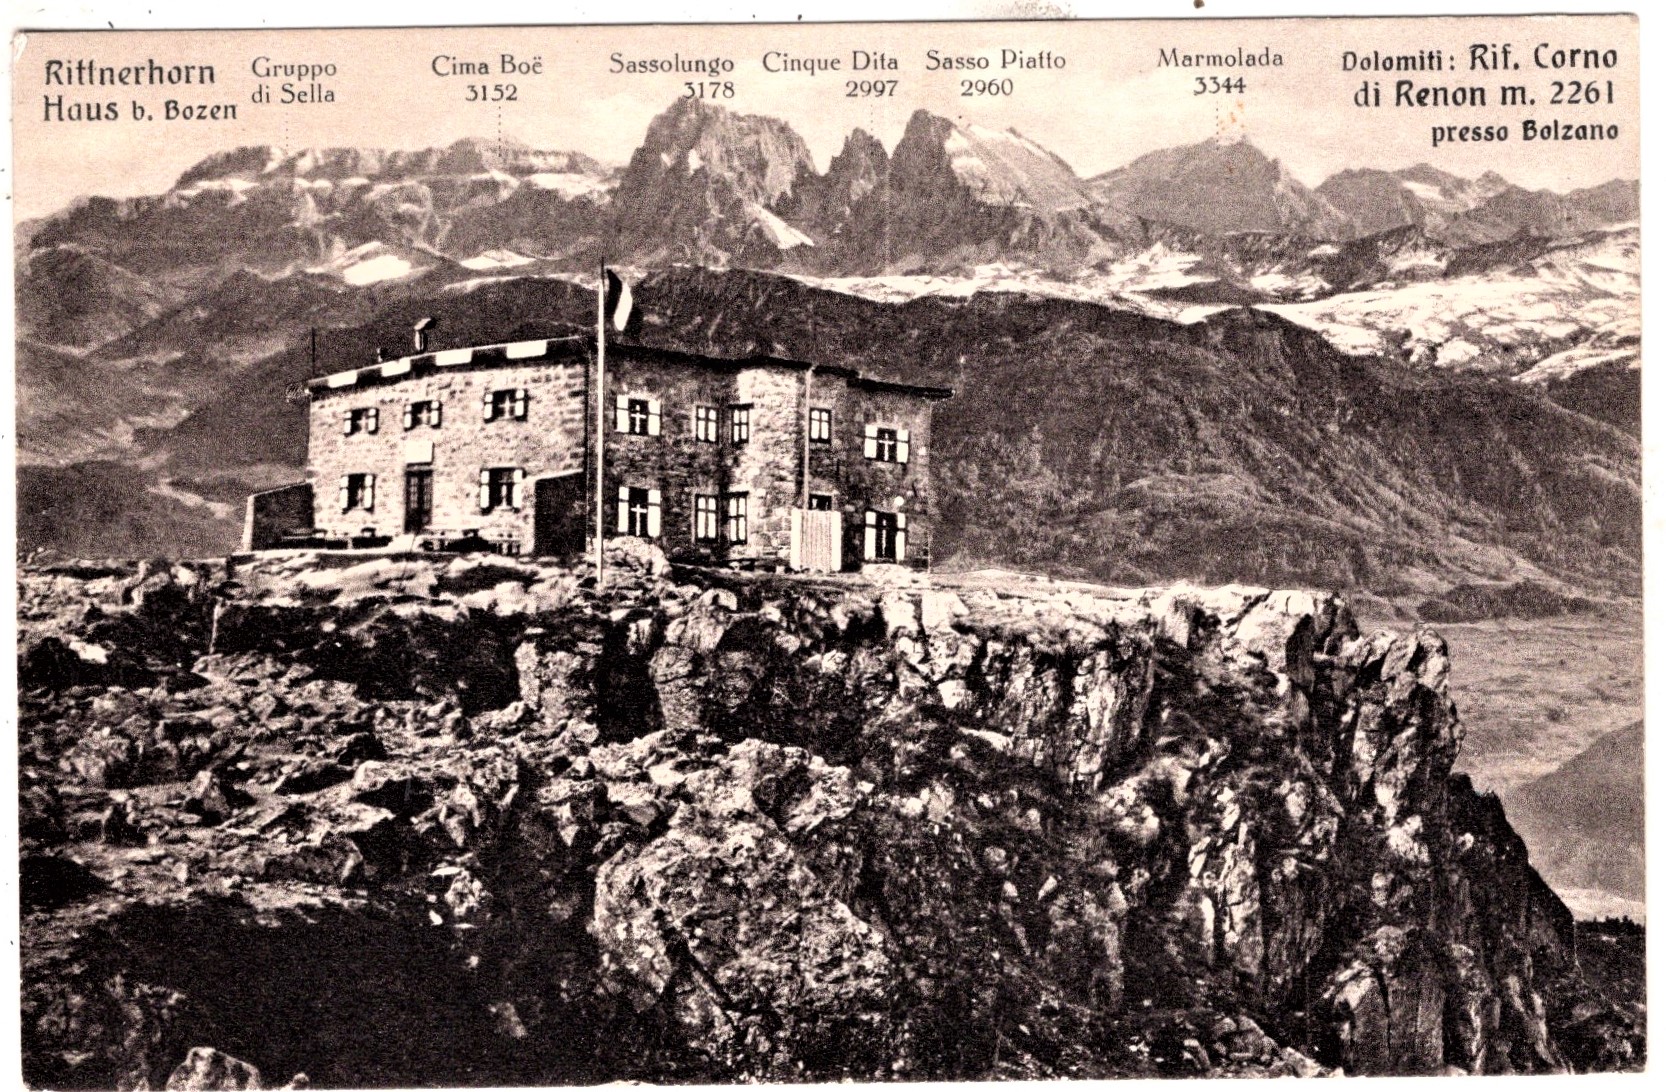 Rittnerhorn
Haus b. Bozen
Gruppo
di Sella
Cima Boë
3152
Sassolungo
3178
Cinque Dita
2997
Sasso Piatto
2960
Marmolada
3344
Dolomiti: Rif. Corno
di Renon m. 2261
presso Bolzano